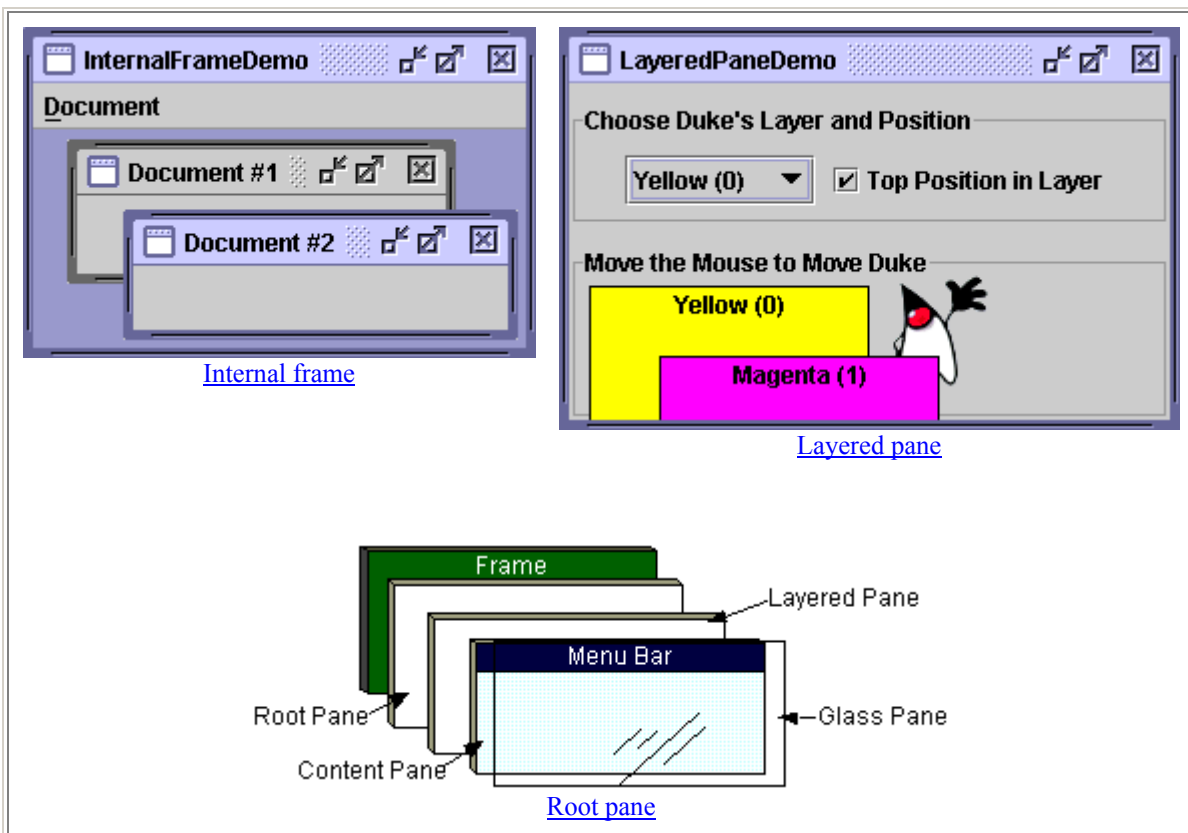 InternalFrameDemo
Document
Document #1
Document #2
Internal frame
LayeredPaneDemo
Choose Duke's Layer and Position
Yellow (0)
Top Position in Layer
Move the Mouse to Move Duke
Yellow (0)
Magenta (1)
Layered pane
Frame
Layered Pane
Menu Bar
Root Pane
Glass Pane
Content Pane
Root pane